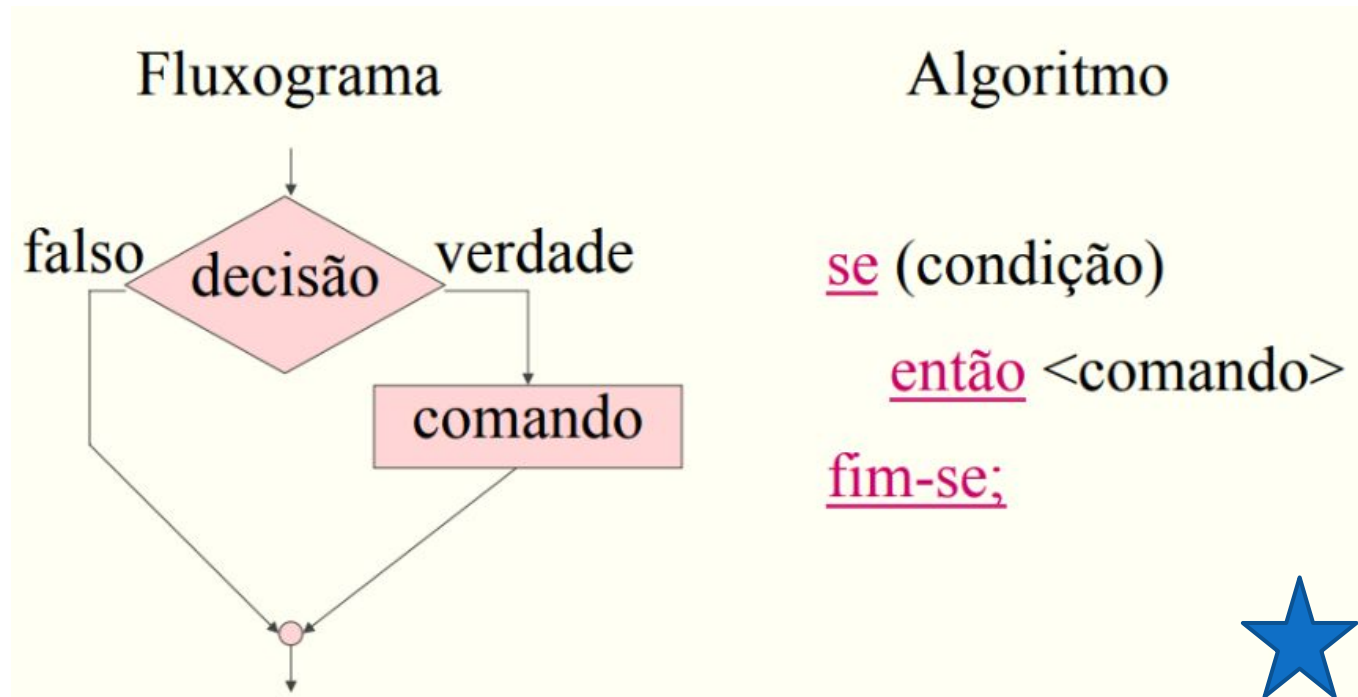 Fluxograma
falso
decisão
verdade
comando
Algoritmo
se (condição)
então <comando>
fim-se;